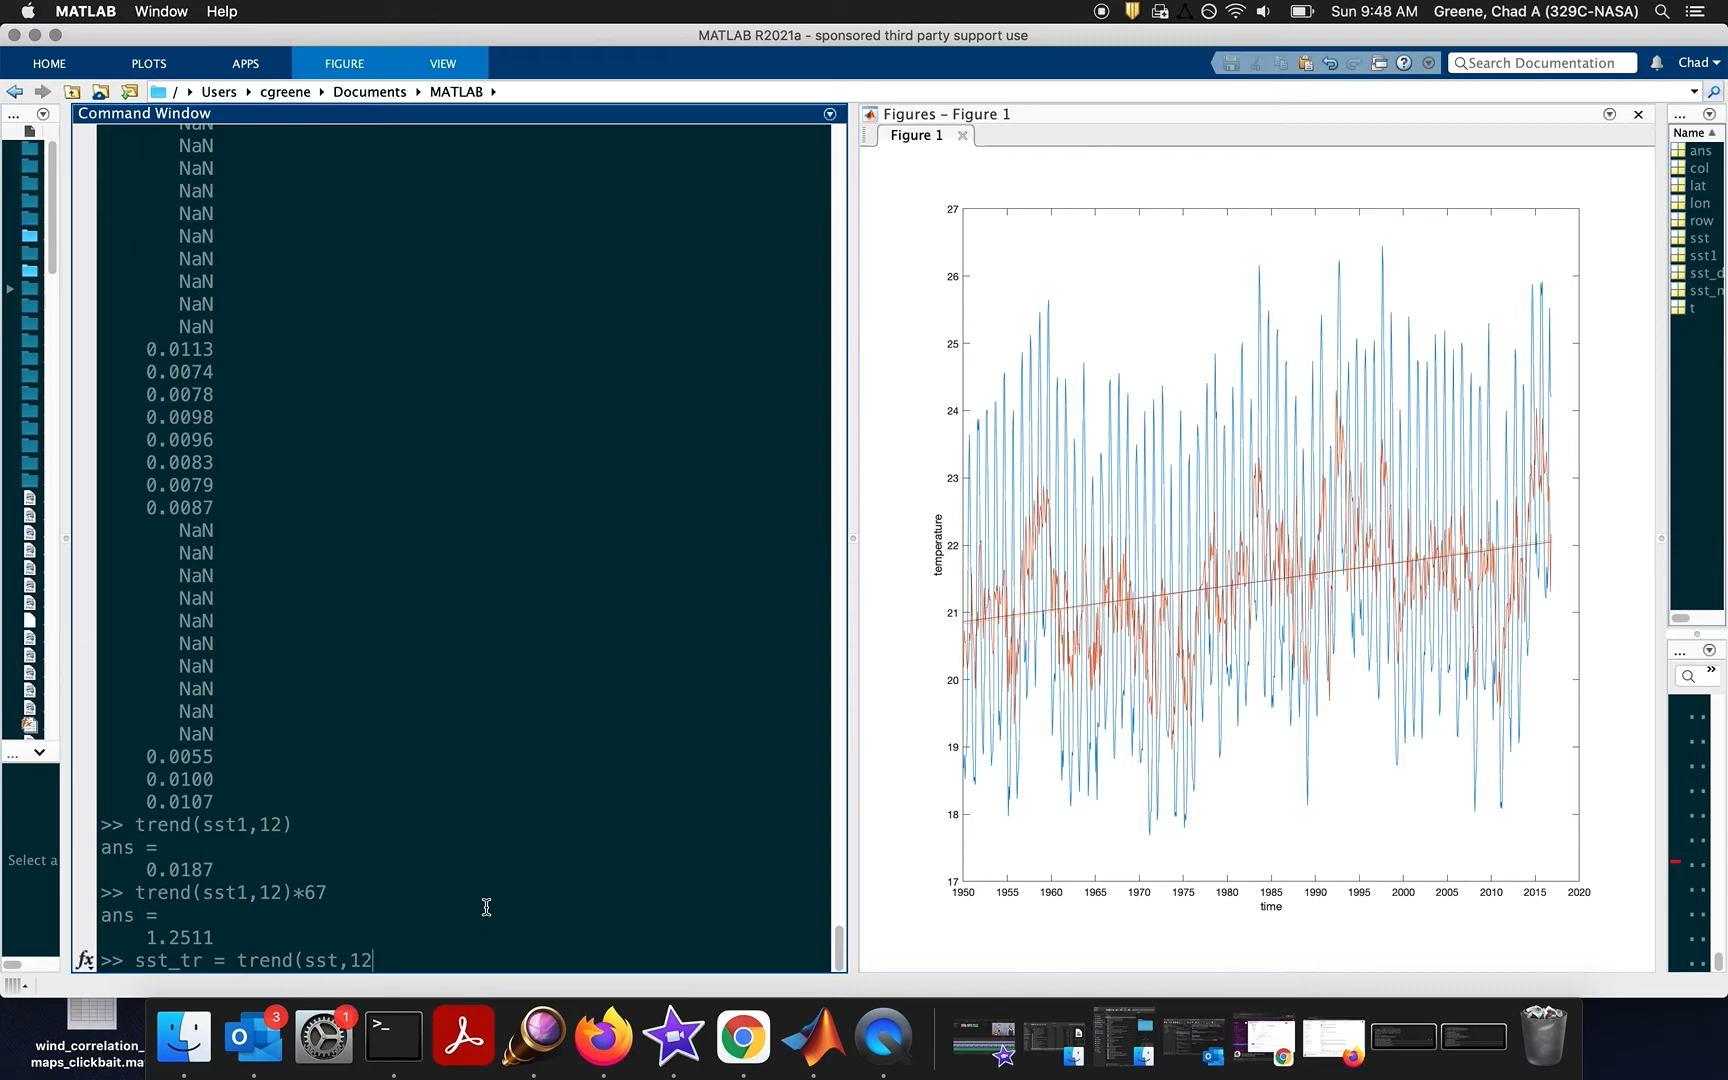 MATLAB Window Help
Sun 9:48 AM Greene, Chad A (329C-NASA)
MATLAB R2021a - sponsored third party support use
HOME PLOTS APPS FIGURE VIEW
Search Documentation
Chad
/ Users cgreene Documents MATLAB
...
Command Window
Figures - Figure 1
...
Figure 1
Name
ans
col
lat
lon
row
sst
sst1
sst_d
t
NaN
NaN
NaN
NaN
NaN
NaN
NaN
NaN
NaN
NaN
0.0113
0.0074
0.0078
0.0098
0.0096
0.0083
0.0079
0.0087
NaN
NaN
NaN
NaN
NaN
NaN
NaN
NaN
NaN
NaN
0.0055
0.0100
0.0107
>> trend(sst1,12)
ans =
0.0187
>> trend(sst1,12)*67
ans =
1.2511
fx >> sst_tr = trend(sst,12
27
26
25
24
23
22
21
20
19
18
17
temperature
1950 1955 1960 1965 1970 1975 1980 1985 1990 1995 2000 2005 2010 2015 2020
time
...
...
»
Select a
3
1
>_
wind_correlation_
maps_clickbait.ma